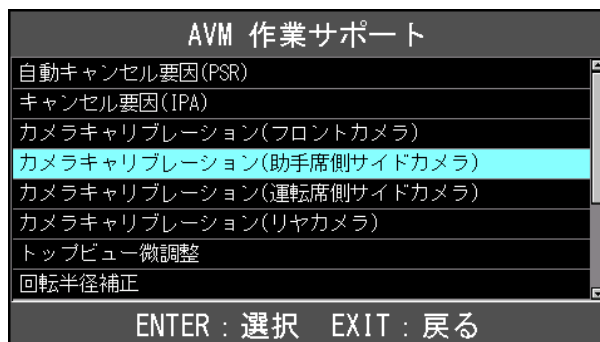 AVM 作業サポート
自動キャンセル要因(PSR)
キャンセル要因(IPA)
カメラキャリブレーション(フロントカメラ)
カメラキャリブレーション(助手席側サイドカメラ)
カメラキャリブレーション(運転席側サイドカメラ)
カメラキャリブレーション(リヤカメラ)
トップビュー微調整
回転半径補正
ENTER：選択　EXIT：戻る